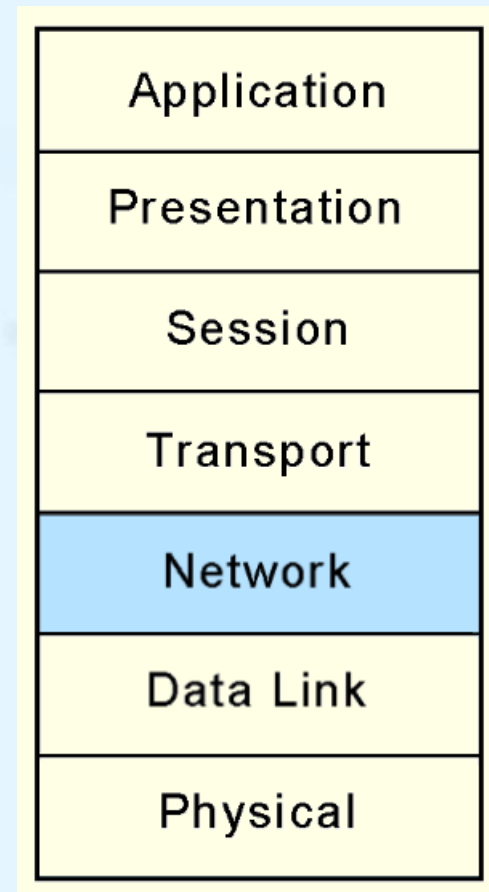 Application
Presentation
Session
Transport
Network
Data Link
Physical